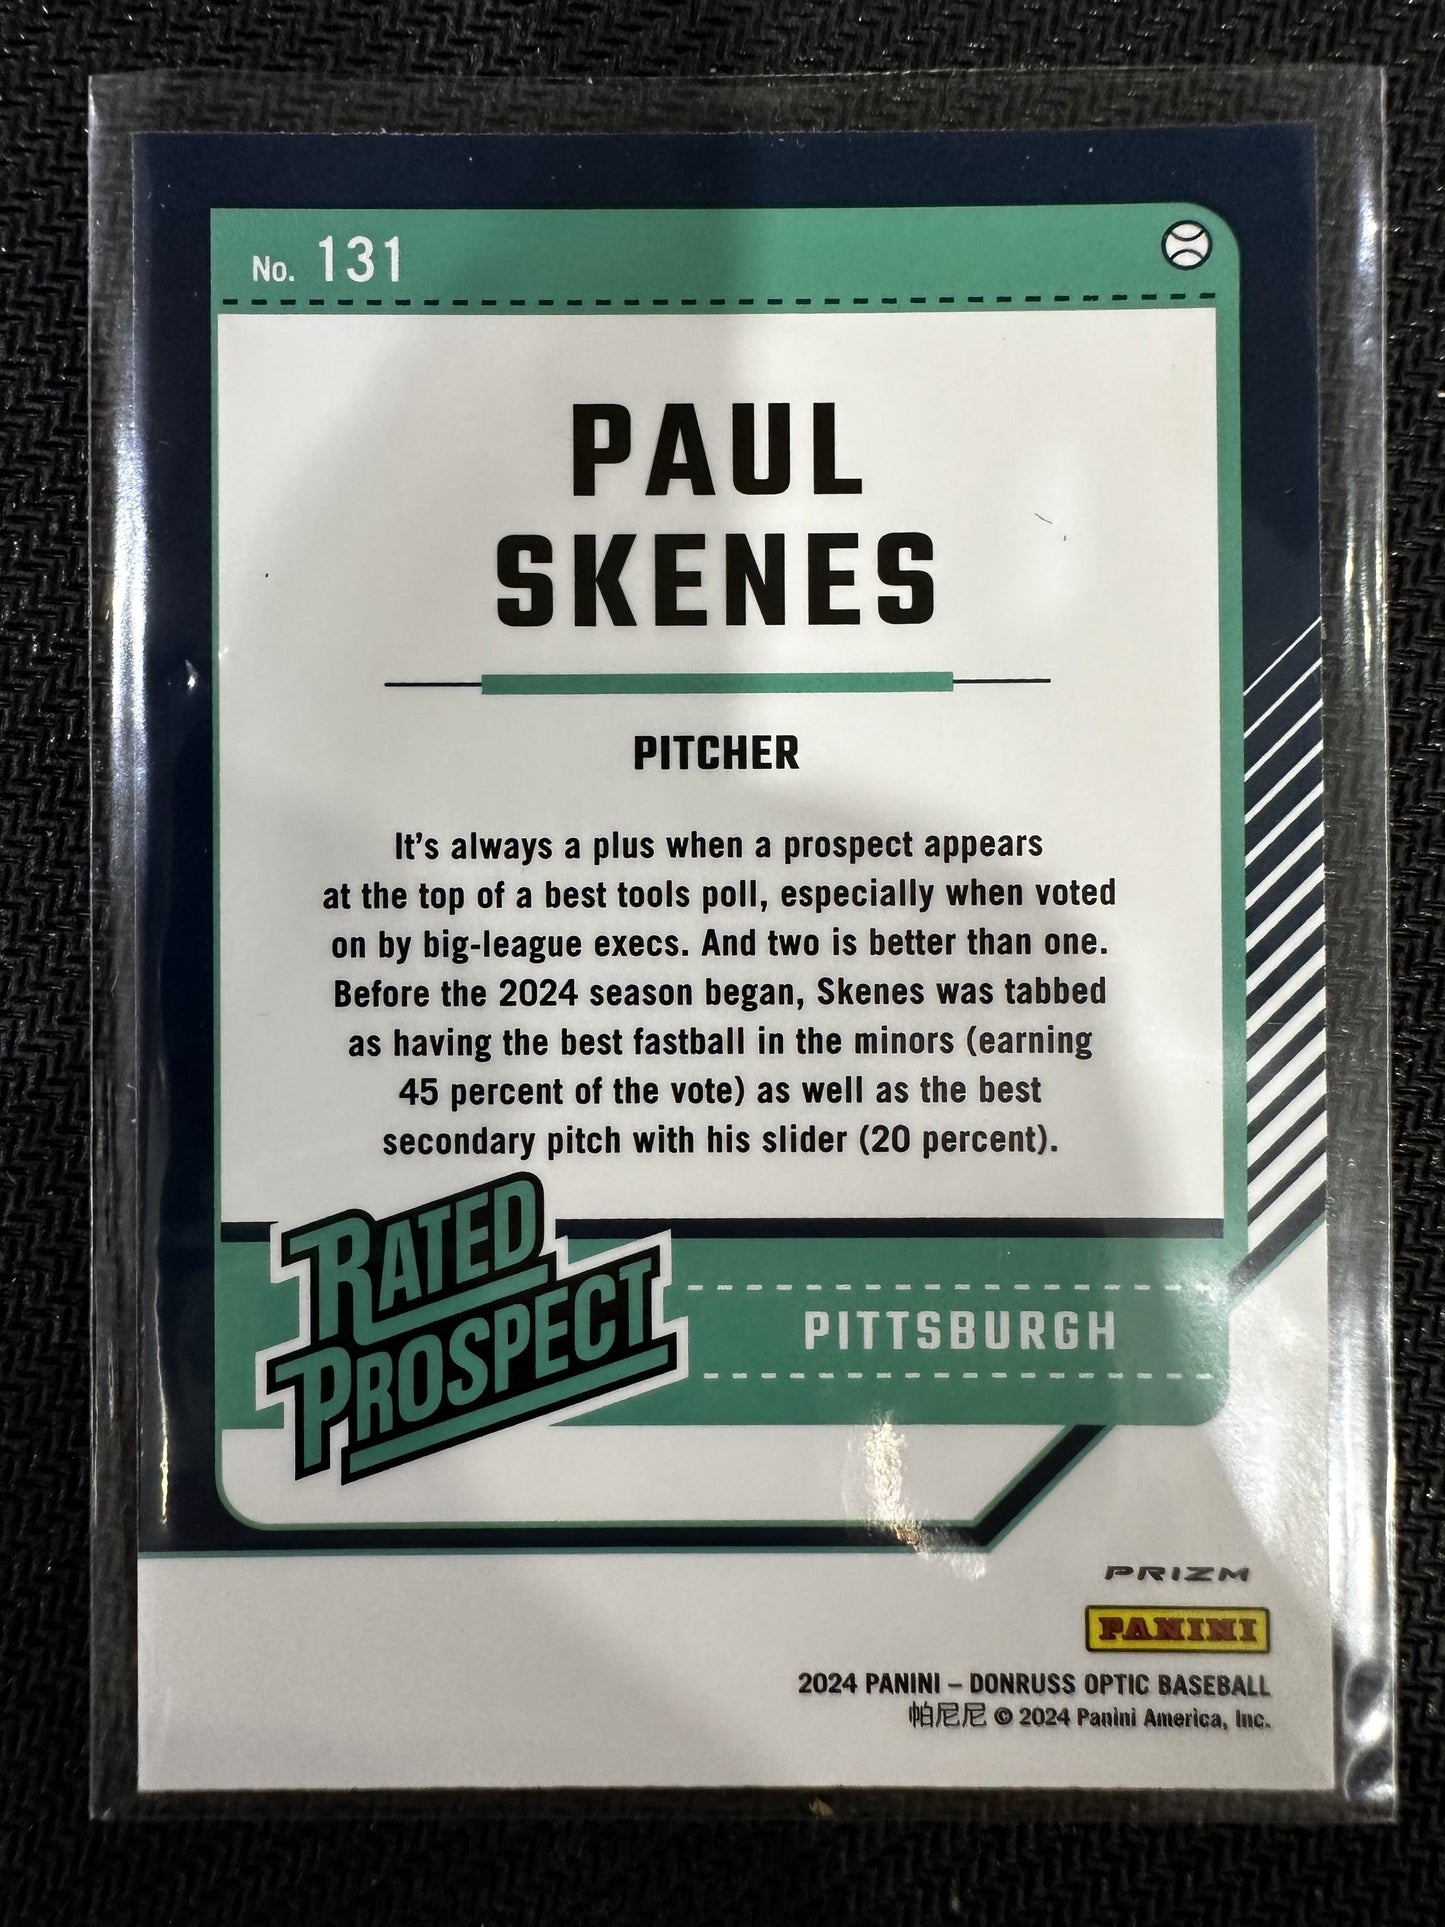 No. 131
PAUL
SKENES
PITCHER
It's always a plus when a prospect appears
at the top of a best tools poll, especially when voted
on by big-league execs. And two is better than one.
Before the 2024 season began, Skenes was tabbed
as having the best fastball in the minors (earning
45 percent of the vote) as well as the best
secondary pitch with his slider (20 percent).
RATED
PROSPECT
PITTSBURGH
PRIZM
PANINI
2024 PANINI – DONRUSS OPTIC BASEBALL
帕尼尼 © 2024 Panini America, Inc.